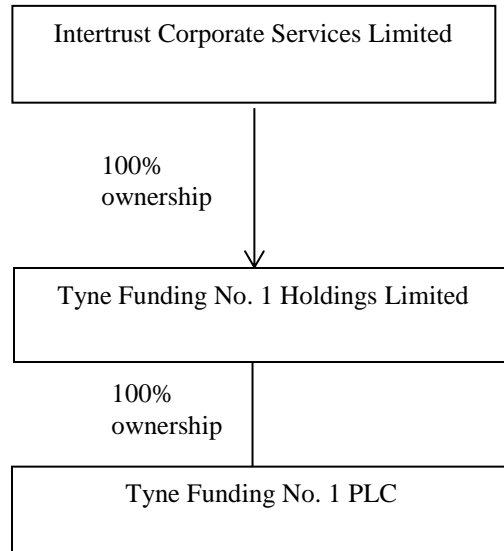 Intertrust Corporate Services Limited
100%
ownership
Tyne Funding No. 1 Holdings Limited
100%
ownership
Tyne Funding No. 1 PLC